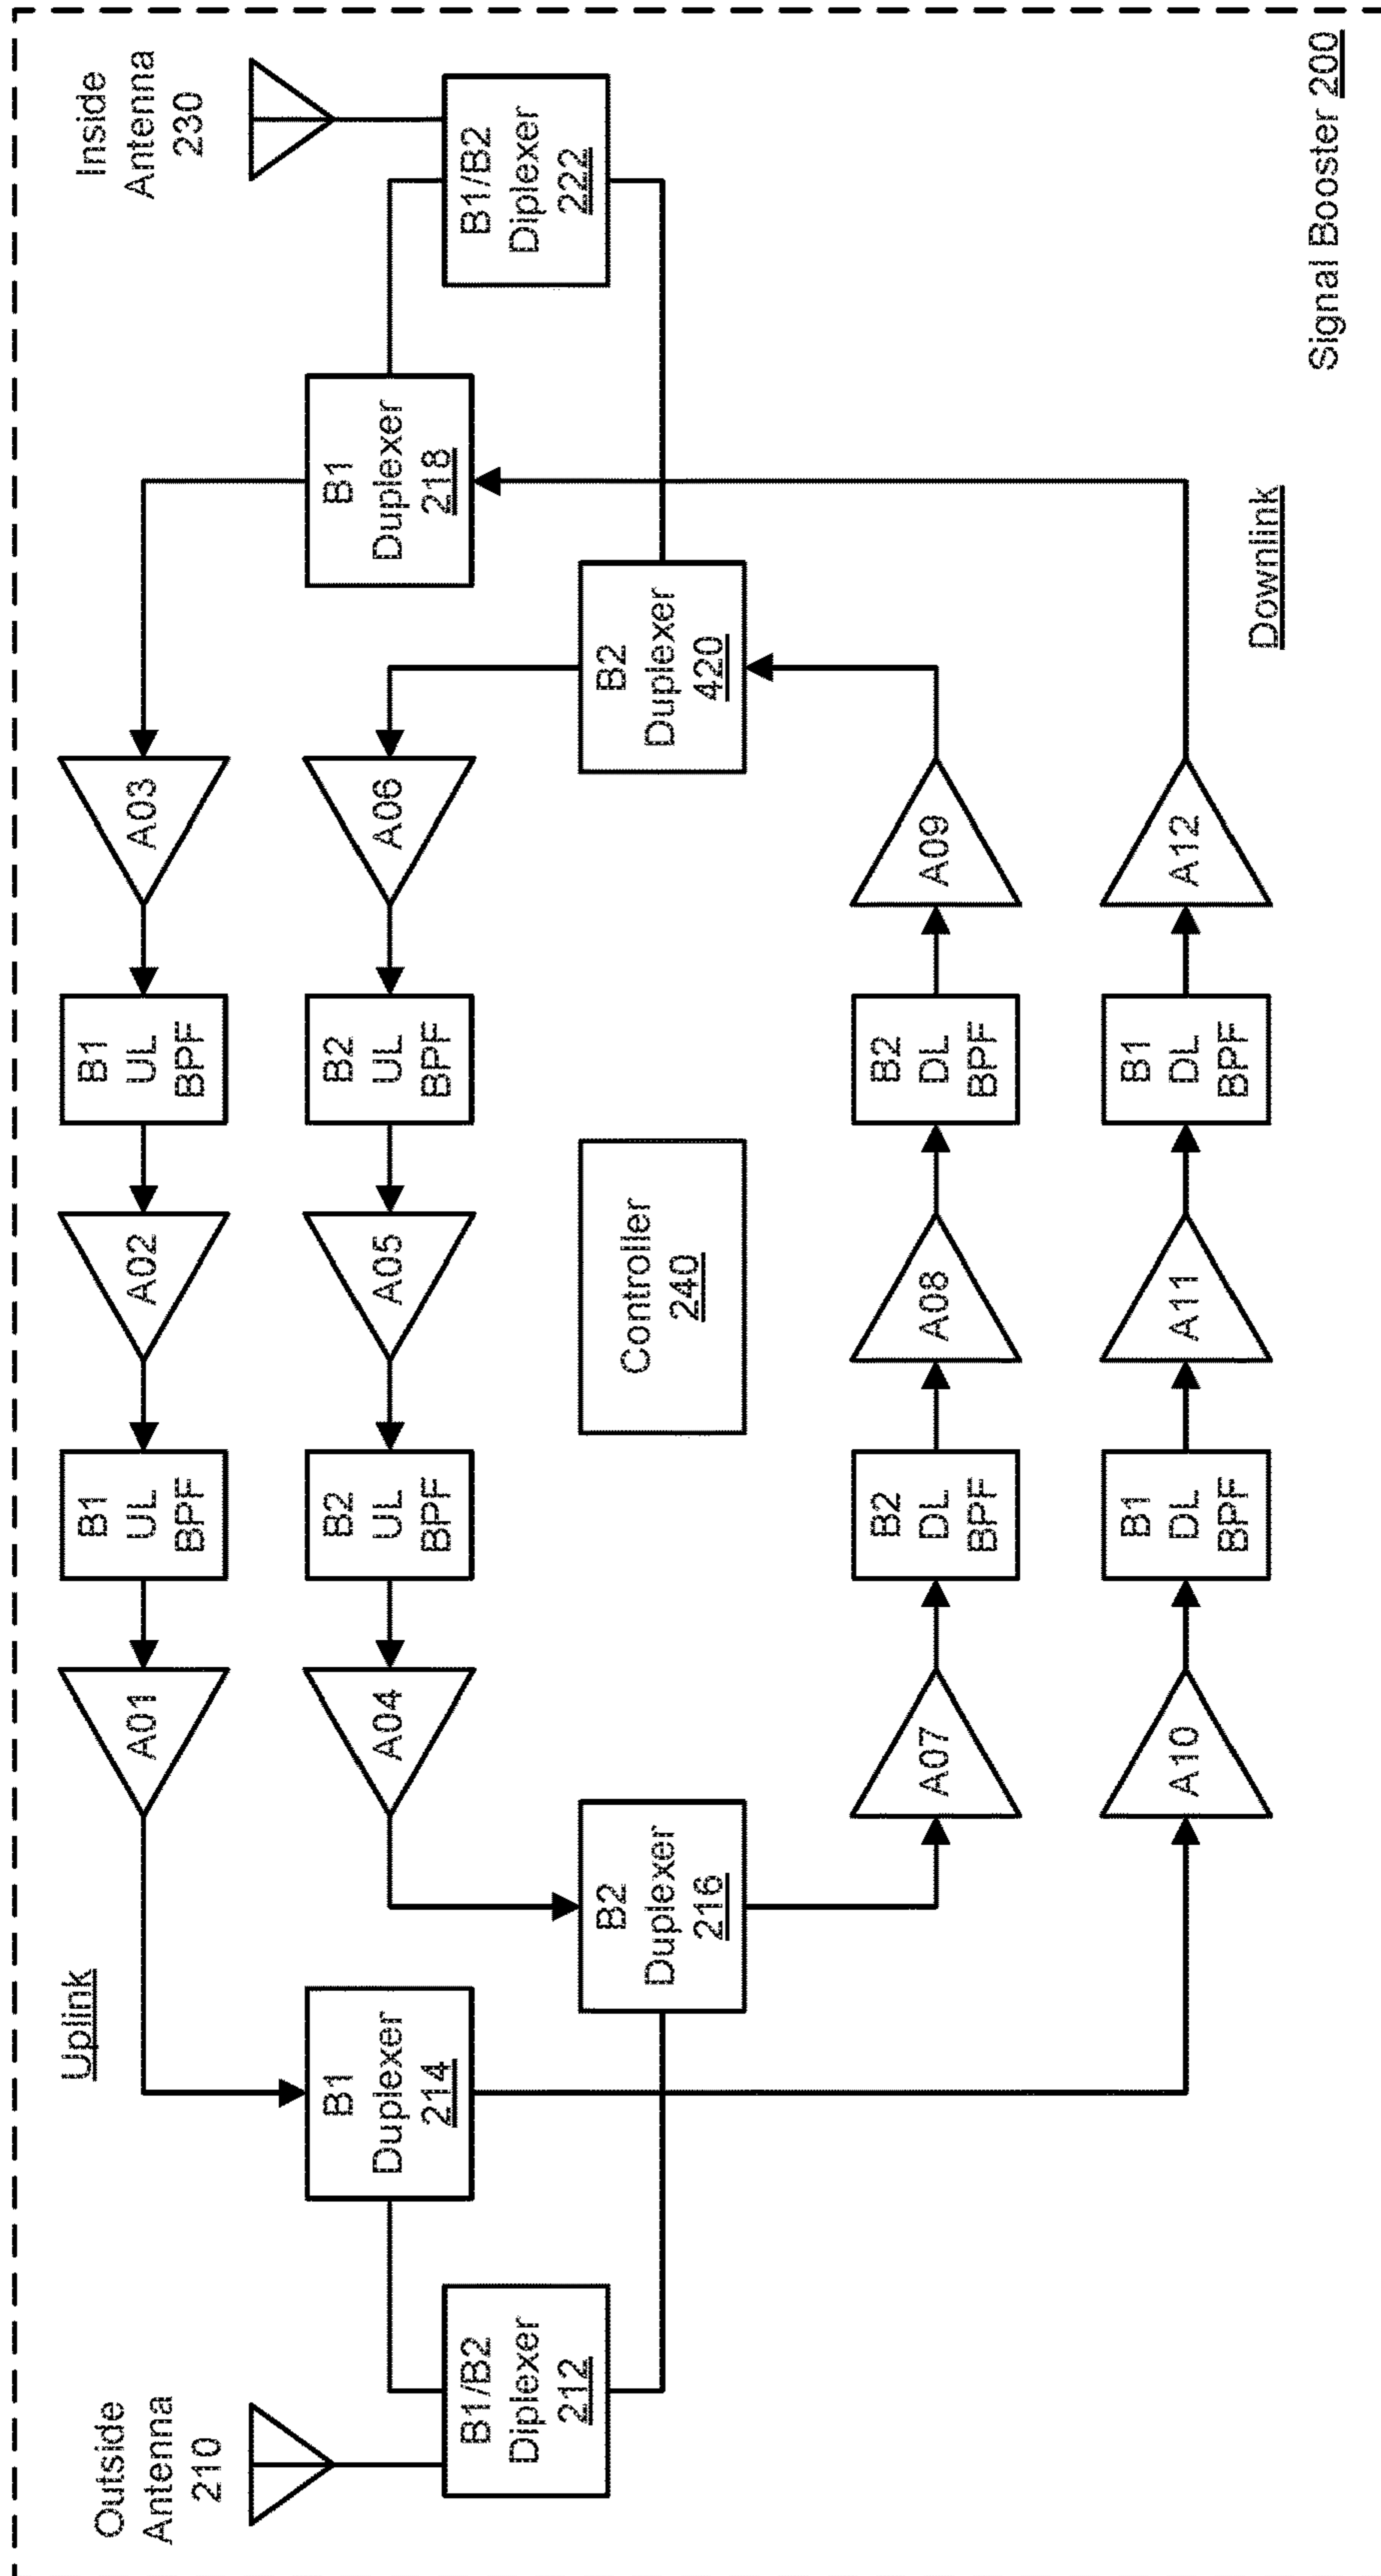 Outside
Antenna
210
Uplink
Inside
Antenna
230
A01
B1
UL
BPF
A02
B1
UL
BPF
A03
B1/B2
Diplexer
212
B1
Duplexer
214
A04
B2
UL
BPF
A05
B2
UL
BPF
A06
B1
Duplexer
218
B1/B2
Diplexer
222
B2
Duplexer
216
Controller
240
B2
Duplexer
420
A07
B2
DL
BPF
A08
B2
DL
BPF
A09
A10
B1
DL
BPF
A11
B1
DL
BPF
A12
Downlink
Signal Booster 200